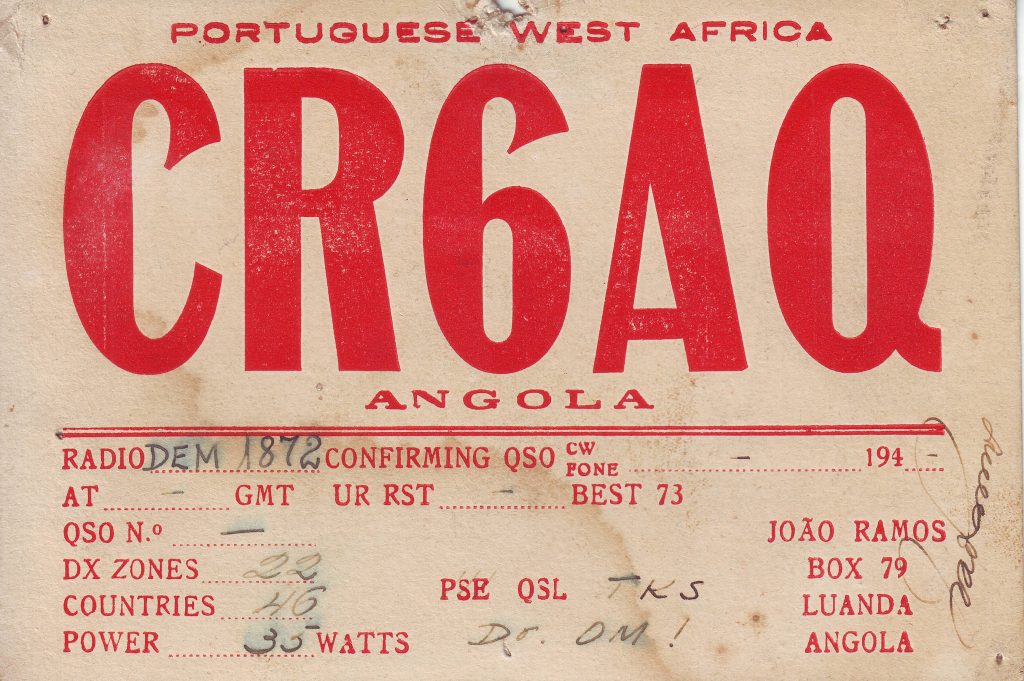 PORTUGUESE WEST AFRICA
CR6AQ
ANGOLA
RADIO DEM 1872 CONFIRMING QSO CW FONE - 194 -
AT - GMT UR RST - BEST 73
QSO N.º —
DX ZONES 22
COUNTRIES 46
POWER 35 WATTS
PSE QSL TKS
Dr. OM!
JOÃO RAMOS
BOX 79
LUANDA
ANGOLA